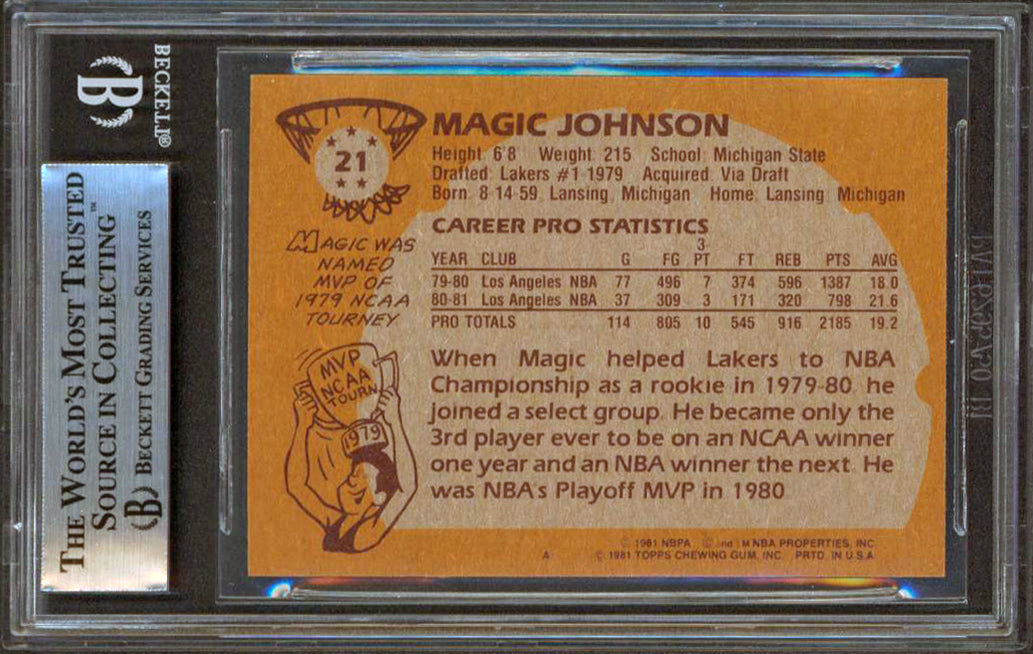 BECKETT®
B
THE WORLD'S MOST TRUSTED
SOURCE IN COLLECTING™
B BECKETT GRADING SERVICES
21
MAGIC JOHNSON
Height 6'8 Weight 215 School Michigan State
Drafted Lakers #1 1979 Acquired Via Draft
Born 8-14-59, Lansing, Michigan Home Lansing Michigan
MAGIC WAS
NAMED
MVP OF
1979 NCAA
TOURNEY
MVP
NCAA
TOURN
1979
CAREER PRO STATISTICS
YEAR CLUB G FG 3 PT FT REB PTS AVG
79-80 Los Angeles NBA 77 496 7 374 596 1387 18.0
80-81 Los Angeles NBA 37 309 3 171 320 798 21.6
PRO TOTALS 114 805 10 545 916 2185 19.2
When Magic helped Lakers to NBA
Championship as a rookie in 1979-80, he
joined a select group. He became only the
3rd player ever to be on an NCAA winner
one year and an NBA winner the next. He
was NBA's Playoff MVP in 1980
A
© 1981 NBPA © and TM NBA PROPERTIES, INC
© 1981 TOPPS CHEWING GUM, INC. PRTD. IN U.S.A